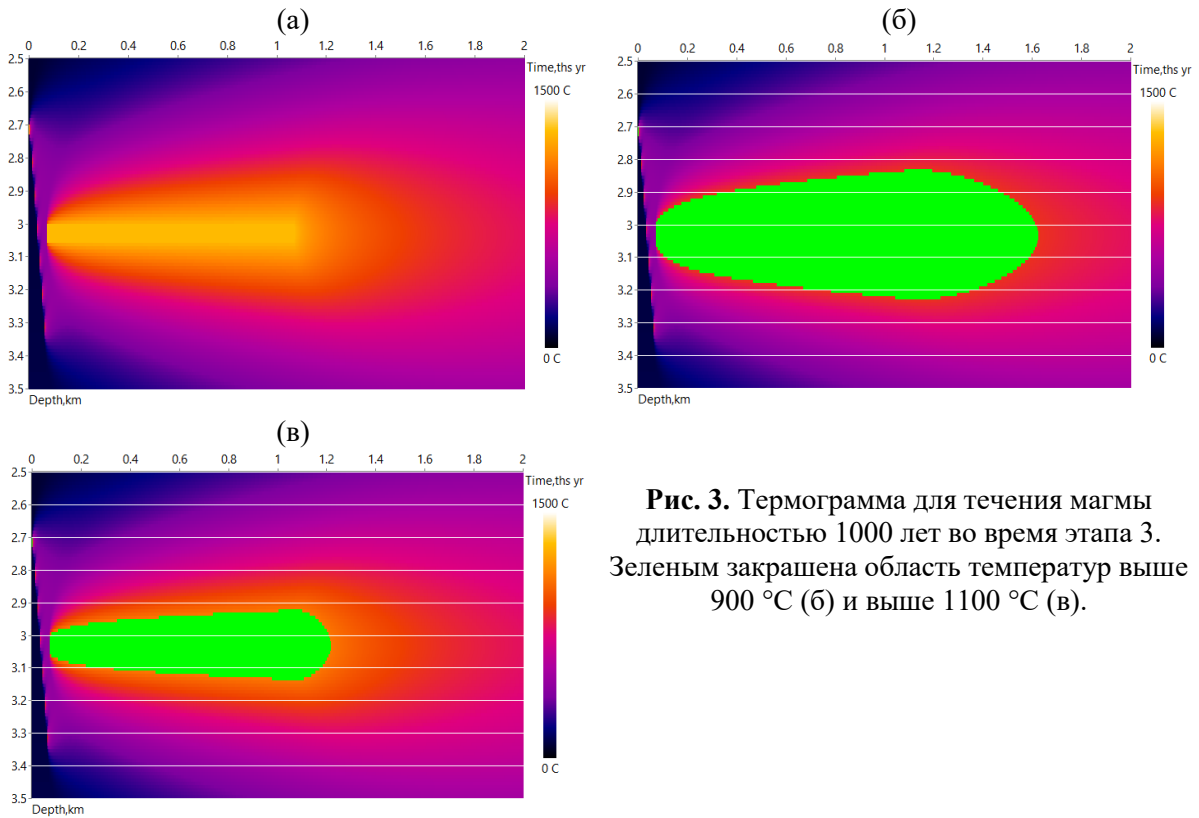 (а)
0 0.2 0.4 0.6 0.8 1 1.2 1.4 1.6 1.8 2
Time,ths yr
1500 C
0 C
2.5
2.6
2.7
2.8
2.9
3
3.1
3.2
3.3
3.4
3.5
Depth,km
(б)
0 0.2 0.4 0.6 0.8 1 1.2 1.4 1.6 1.8 2
Time,ths yr
1500 C
0 C
2.5
2.6
2.7
2.8
2.9
3
3.1
3.2
3.3
3.4
3.5
Depth,km
(в)
0 0.2 0.4 0.6 0.8 1 1.2 1.4 1.6 1.8 2
Time,ths yr
1500 C
0 C
2.5
2.6
2.7
2.8
2.9
3
3.1
3.2
3.3
3.4
3.5
Depth,km
Рис. 3. Термограмма для течения магмы
длительностью 1000 лет во время этапа 3.
Зеленым закрашена область температур выше
900 °C (б) и выше 1100 °C (в).